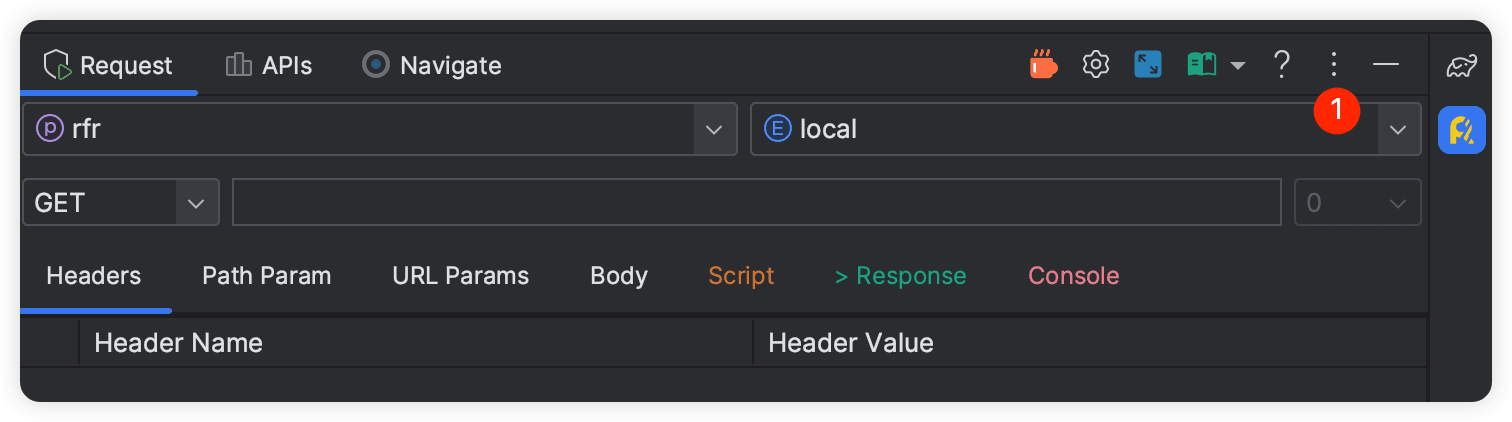 Request APIs Navigate ?
1
P rfr E local
GET 0
Headers Path Param URL Params Body Script > Response Console
Header Name Header Value